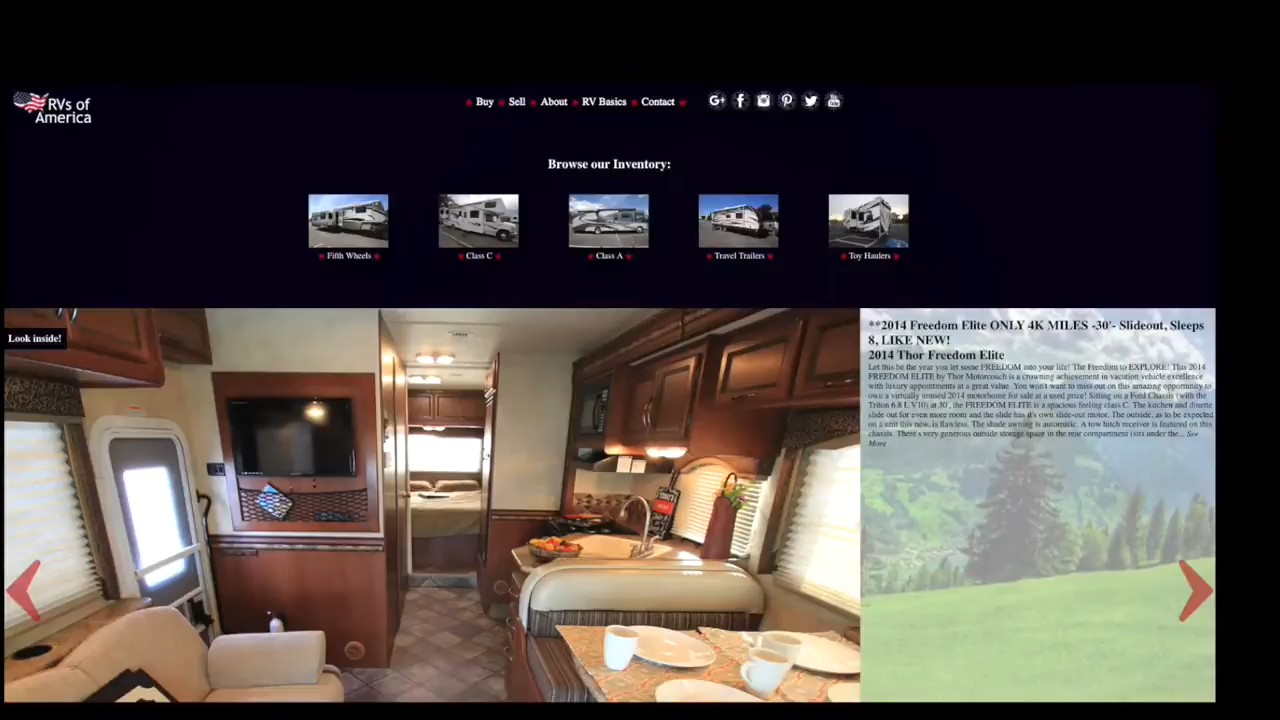 RVs of
America
Buy Sell About RV Basics Contact
Browse our Inventory:
Fifth Wheels Class C Class A Travel Trailers Toy Haulers
Look inside!
**2014 Freedom Elite ONLY 4K MILES -30'- Slideout, Sleeps
8, LIKE NEW!
2014 Thor Freedom Elite
Let this be the year you let some FREEDOM into your life! The Freedom to EXPLORE! This 2014
FREEDOM ELITE by Thor Motorcoach is a crowning achievement in vacation vehicle excellence
with luxury appointments at a great value. You won't want to miss out on this amazing opportunity to
own a virtually unused 2014 motorhome for sale at a used price! Sitting on a Ford Chassis (with the
Triton 6.8 L V10) at 30', the FREEDOM ELITE is a spacious feeling class C. The kitchen and dinette
slide out for even more room and the slide has it's own slide-out motor. The outside, as to be expected
on a unit this new, is flawless. The shade awning is automatic. A tow hitch receiver is featured on this
chassis. There's very generous outside storage space in the rear compartment (sits under the... See
More